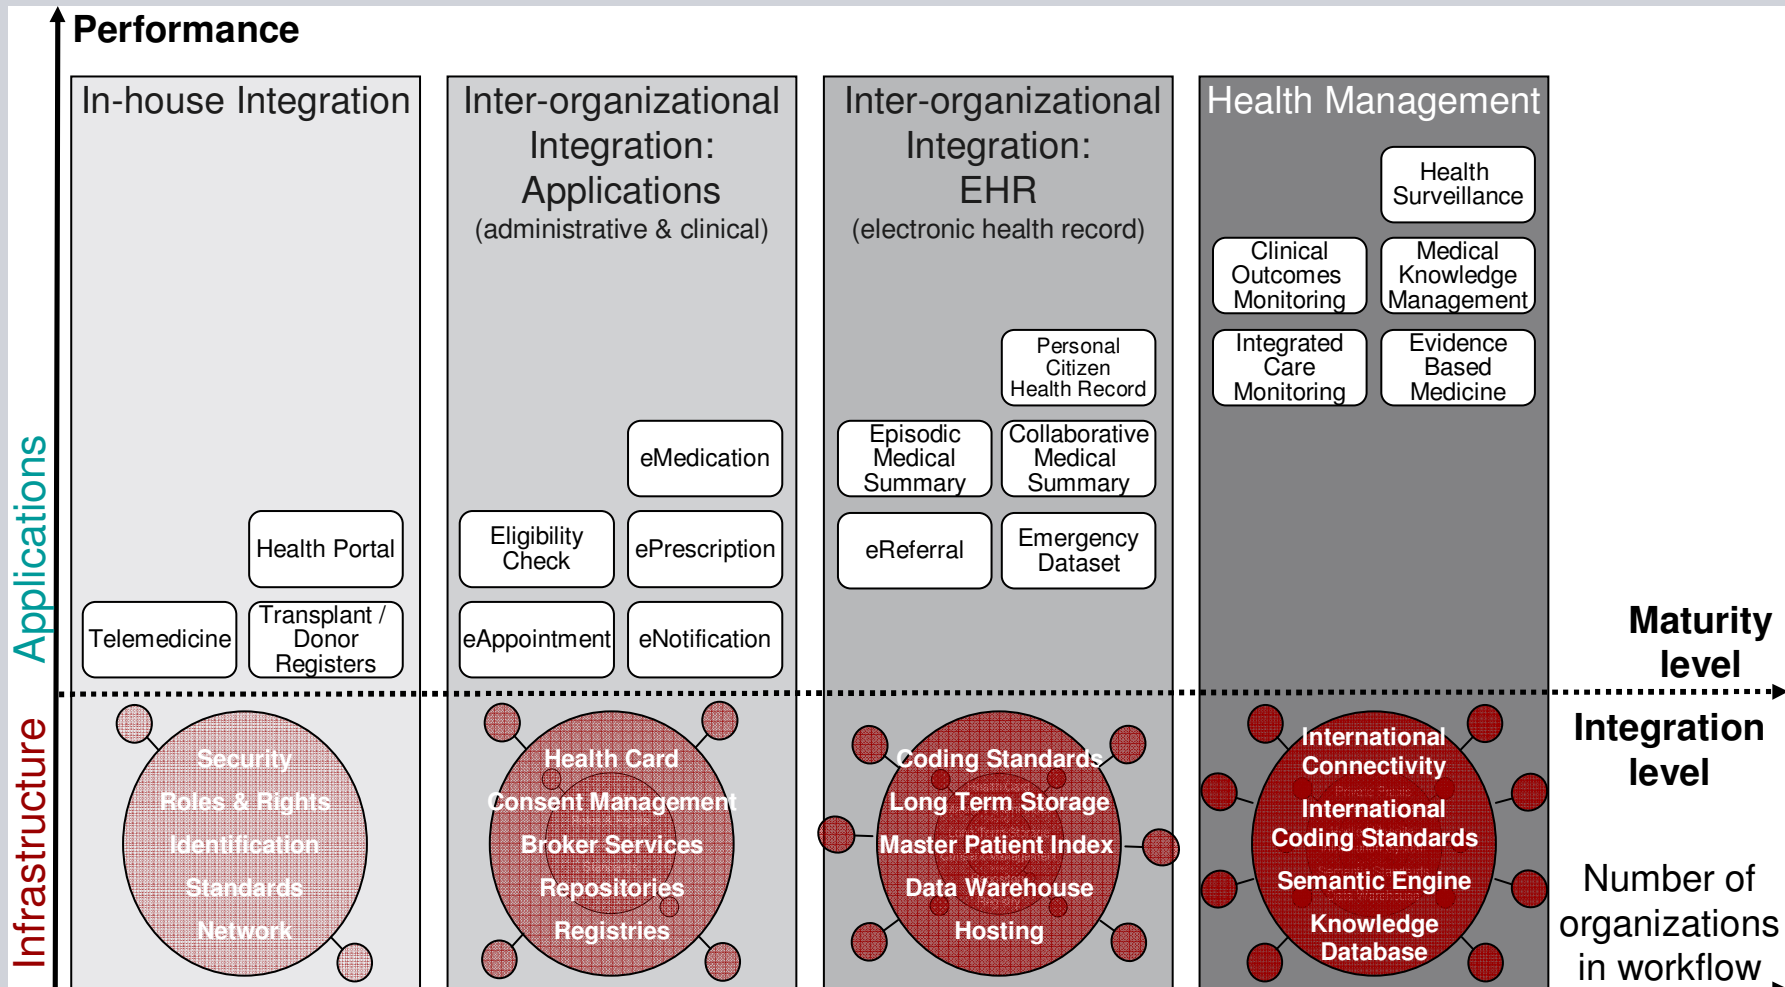 Performance
In-house Integration
Inter-organizational
Integration:
Applications
(administrative & clinical)
Inter-organizational
Integration:
EHR
(electronic health record)
Health Management
Health
Surveillance
Clinical
Outcomes
Monitoring
Medical
Knowledge
Management
Integrated
Care
Monitoring
Evidence
Based
Medicine
Personal
Citizen
Health Record
Episodic
Medical
Summary
Collaborative
Medical
Summary
eReferral
Emergency
Dataset
eMedication
Eligibility
Check
ePrescription
eAppointment
eNotification
Health Portal
Telemedicine
Transplant /
Donor
Registers
Applications
Infrastructure
Maturity
level
Integration
level
Number of
organizations
in workflow
Security
Roles & Rights
Identification
Standards
Network
Health Card
Consent Management
Broker Services
Repositories
Registries
Coding Standards
Long Term Storage
Master Patient Index
Data Warehouse
Hosting
International
Connectivity
International
Coding Standards
Semantic Engine
Knowledge
Database